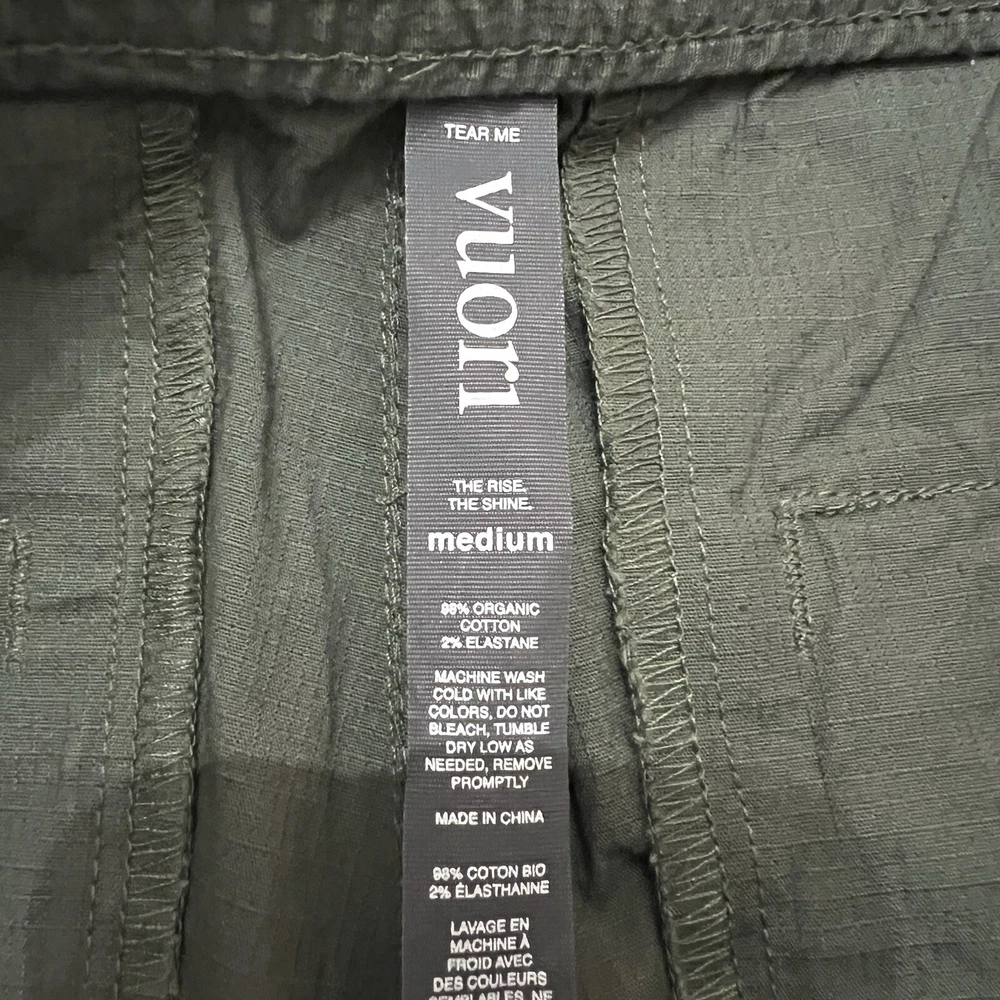 TEAR ME
vuori
THE RISE.
THE SHINE.
medium
98% ORGANIC
COTTON
2% ELASTANE
MACHINE WASH
COLD WITH LIKE
COLORS, DO NOT
BLEACH, TUMBLE
DRY LOW AS
NEEDED, REMOVE
PROMPTLY
MADE IN CHINA
98% COTON BIO
2% ÉLASTHANNE
LAVAGE EN
MACHINE À
FROID AVEC
DES COULEURS
SEMBLABLES, NE